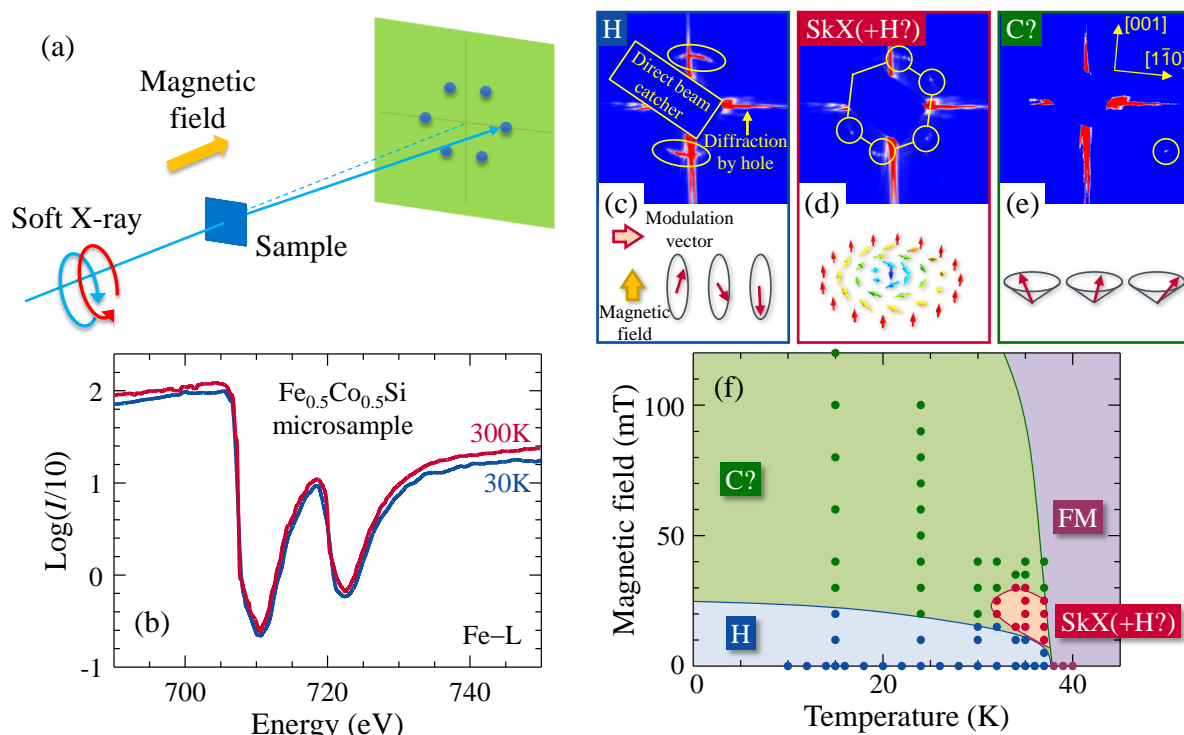 (a)
Magnetic
field
Soft X-ray
Sample
H
Direct beam
catcher
Diffraction
by hole
SkX(+H?)
C?
[001]
[11̅0]
(c)
Modulation
vector
Magnetic
field
(d)
(e)
Log(I/10)
2
1
0
-1
Fe0.5Co0.5Si
microsample
300K
30K
(b)
Fe–L
700
720
740
Energy (eV)
(f)
Magnetic field (mT)
100
50
0
C?
FM
SkX(+H?)
H
0
20
40
Temperature (K)